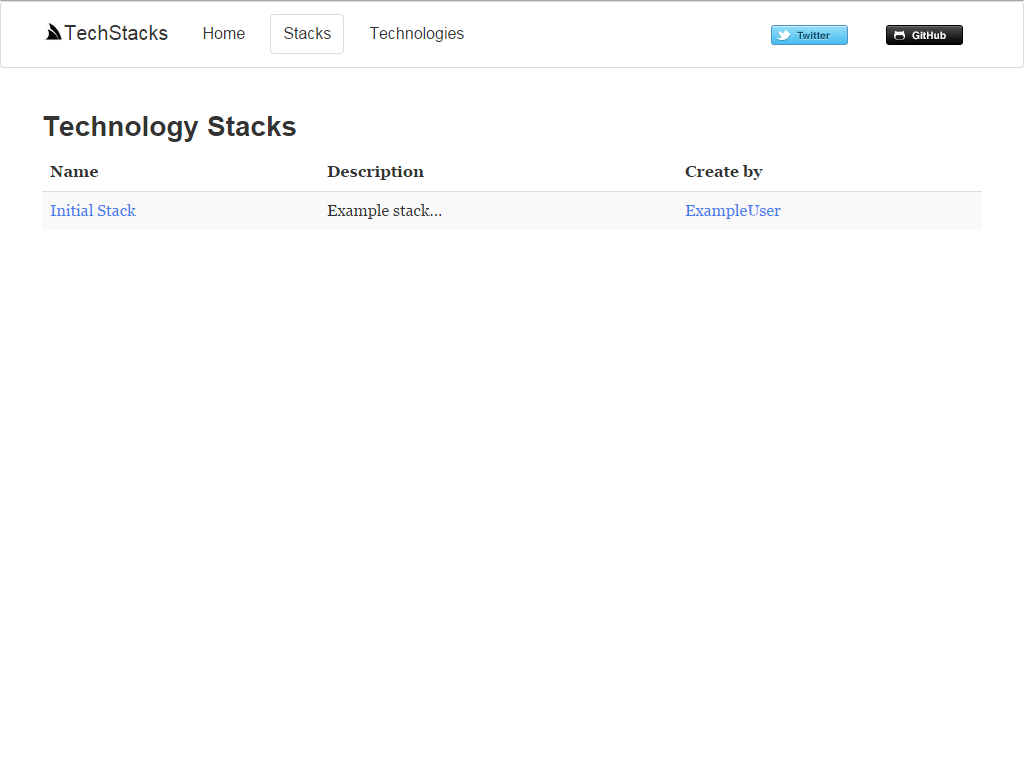 TechStacks Home Stacks Technologies Twitter GitHub
Technology Stacks
Name Description Create by
Initial Stack Example stack... ExampleUser